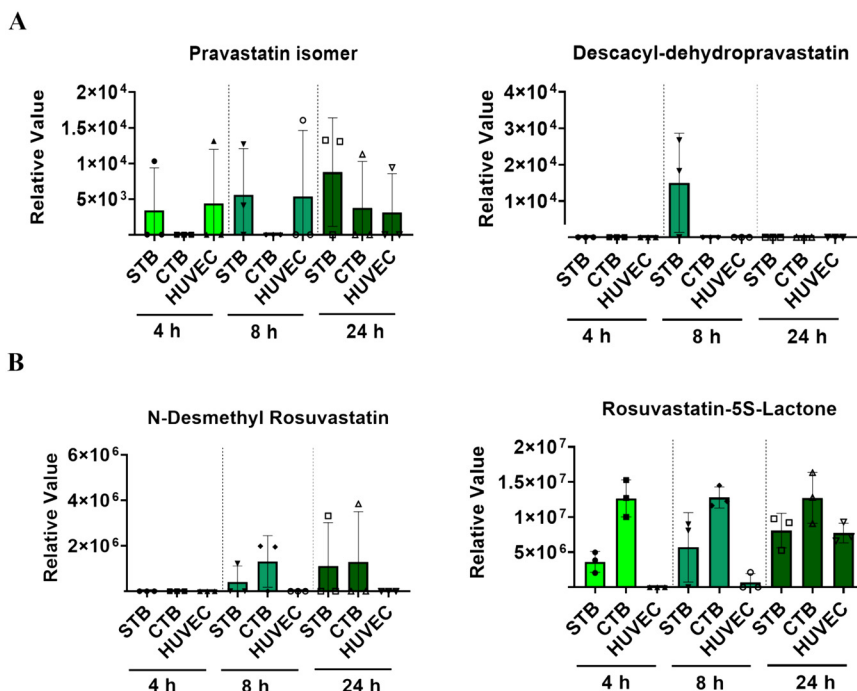 A
Pravastatin isomer
Relative Value
2×10⁴
1.5×10⁴
1×10⁴
5×10³
STB
CTB
HUVEC
STB
CTB
HUVEC
STB
CTB
HUVEC
4 h
8 h
24 h
Descacyl-dehydropravastatin
Relative Value
4×10⁴
3×10⁴
2×10⁴
1×10⁴
STB
CTB
HUVEC
STB
CTB
HUVEC
STB
CTB
HUVEC
4 h
8 h
24 h
B
N-Desmethyl Rosuvastatin
Relative Value
6×10⁶
4×10⁶
2×10⁶
STB
CTB
HUVEC
STB
CTB
HUVEC
STB
CTB
HUVEC
4 h
8 h
24 h
Rosuvastatin-5S-Lactone
Relative Value
2×10⁷
1.5×10⁷
1×10⁷
5×10⁶
STB
CTB
HUVEC
STB
CTB
HUVEC
STB
CTB
HUVEC
4 h
8 h
24 h